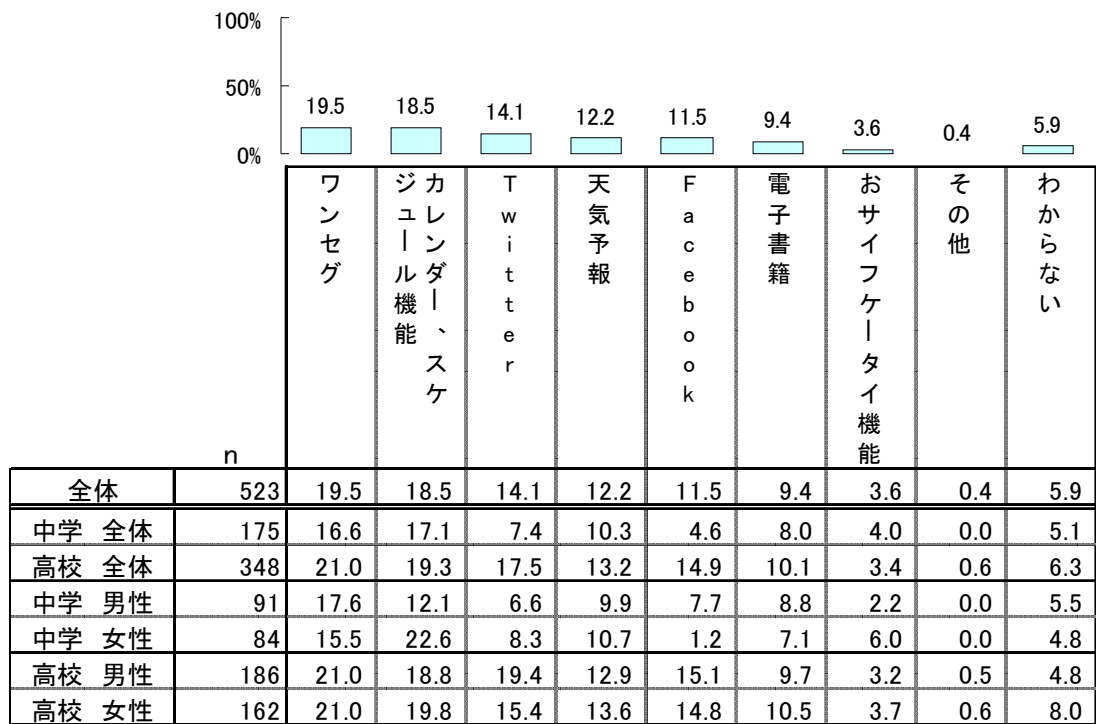 100%
50%
0%
19.5 18.5 14.1 12.2 11.5 9.4 3.6 0.4 5.9
ワンセグ
カレンダー、スケ
ジュール機能
Twitter
天気予報
Facebook
電子書籍
おサイフケータイ機能
その他
わからない
n
全体 523 19.5 18.5 14.1 12.2 11.5 9.4 3.6 0.4 5.9
中学 全体 175 16.6 17.1 7.4 10.3 4.6 8.0 4.0 0.0 5.1
高校 全体 348 21.0 19.3 17.5 13.2 14.9 10.1 3.4 0.6 6.3
中学 男性 91 17.6 12.1 6.6 9.9 7.7 8.8 2.2 0.0 5.5
中学 女性 84 15.5 22.6 8.3 10.7 1.2 7.1 6.0 0.0 4.8
高校 男性 186 21.0 18.8 19.4 12.9 15.1 9.7 3.2 0.5 4.8
高校 女性 162 21.0 19.8 15.4 13.6 14.8 10.5 3.7 0.6 8.0